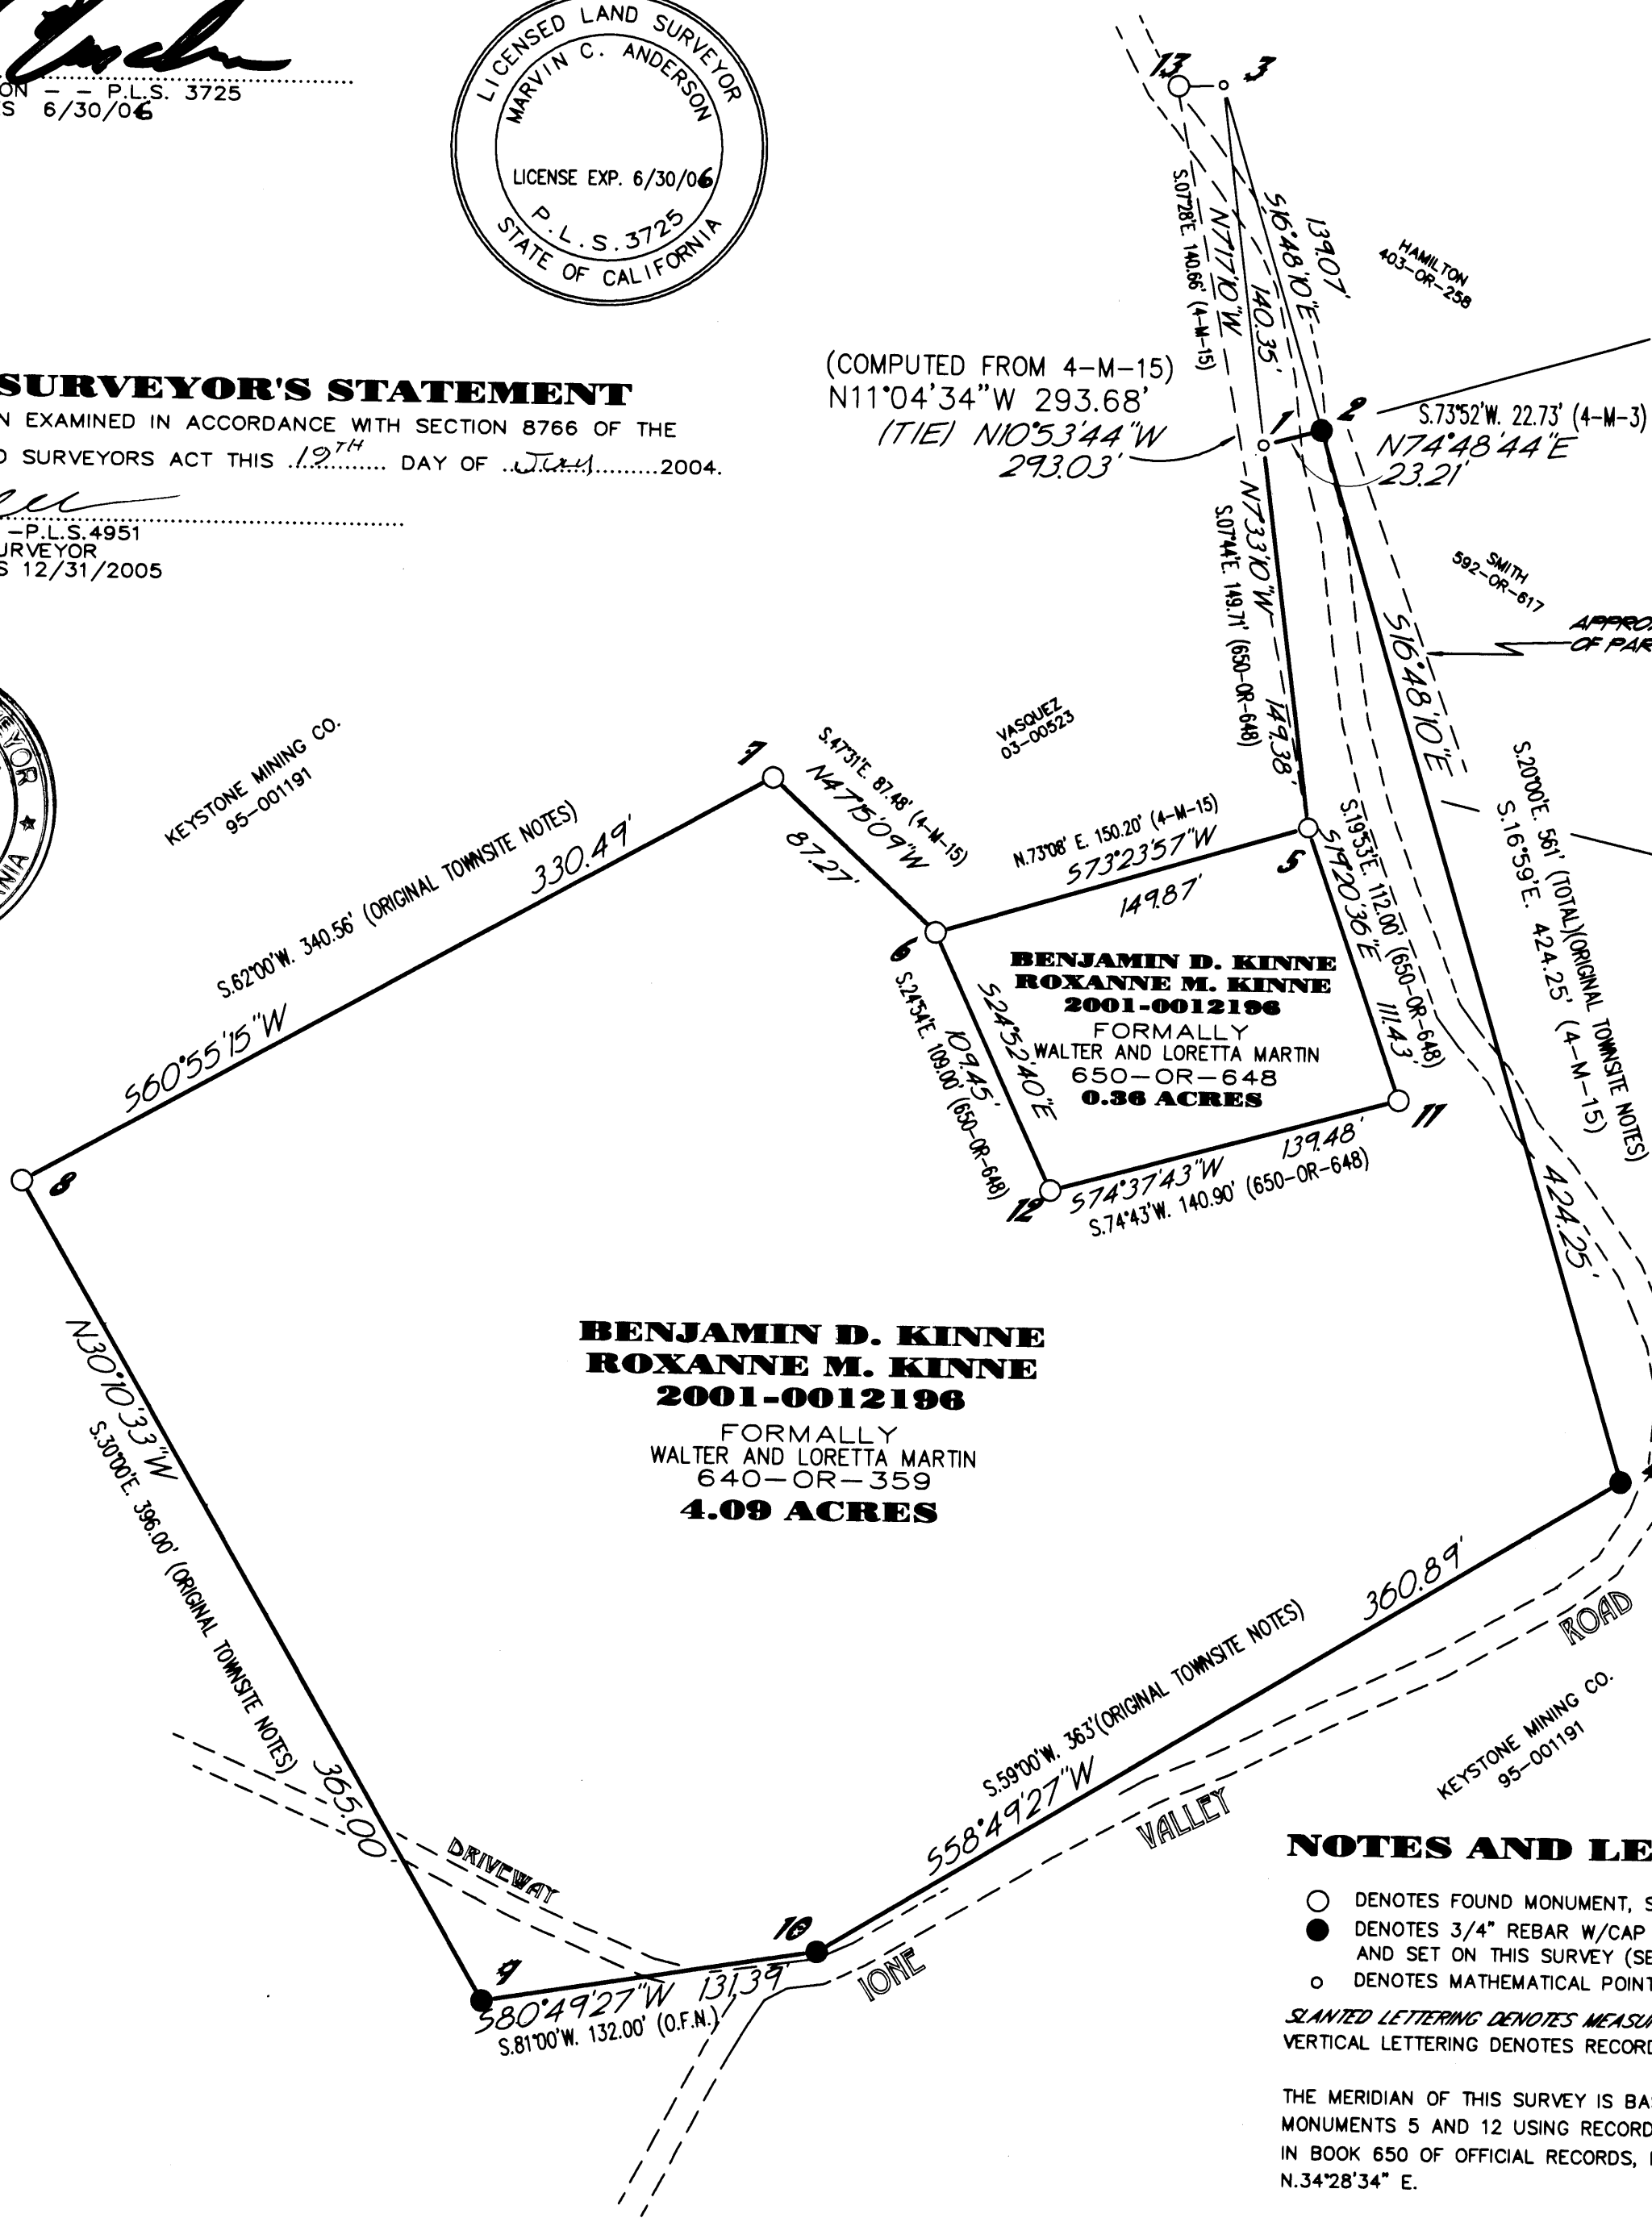 ON - - P.L.S. 3725
S 6/30/06
LICENSED LAND SURVEYOR
MARVIN C. ANDERSON
LICENSE EXP. 6/30/06
P.L.S. 3725
STATE OF CALIFORNIA
SURVEYOR'S STATEMENT
N EXAMINED IN ACCORDANCE WITH SECTION 8766 OF THE
D SURVEYORS ACT THIS 19TH DAY OF July 2004.
-P.L.S.4951
URVEYOR
S 12/31/2005
YOR ★
NIA
(COMPUTED FROM 4-M-15)
N11°04'34"W 293.68'
(TIE) N10°53'44"W
293.03'
13
3
S.07°28'E. 140.66' (4-M-15)
N7°17'10"W 140.35'
S16°48'10"E 139.07'
HAMILTON
403-OR-258
1
2
S.73°52'W. 22.73' (4-M-3)
N74°48'44"E
23.21'
S.07°44'E. 149.71' (650-OR-648)
N7°33'10"W 149.38'
SMITH
592-OR-617
APPRO
OF PAR
S16°48'10"E
424.25'
S.20°00'E. 561' (TOTAL)(ORIGINAL TOWNSITE NOTES)
S.16°59'E. 424.25' (4-M-15)
KEYSTONE MINING CO.
95-001191
VASQUEZ
03-00523
7
S.47°31'E. 87.48' (4-M-15)
N47°15'09"W
87.27'
S.62°00'W. 340.56' (ORIGINAL TOWNSITE NOTES)
330.49'
S60°55'15"W
N.73°08' E. 150.20' (4-M-15)
S73°23'57"W
149.87'
5
S.19°53'E. 112.00' (650-OR-648)
S19°20'36"E 111.43'
6
S.24°54'E. 109.00' (650-OR-648)
109.45'
S24°52'40"E
BENJAMIN D. KINNE
ROXANNE M. KINNE
2001-0012196
FORMALLY
WALTER AND LORETTA MARTIN
650-OR-648
0.36 ACRES
11
12
139.48'
S74°37'43"W
S.74°43'W. 140.90' (650-OR-648)
8
BENJAMIN D. KINNE
ROXANNE M. KINNE
2001-0012196
FORMALLY
WALTER AND LORETTA MARTIN
640-OR-359
4.09 ACRES
N30°10'33"W
S.30°00'E. 396.00' (ORIGINAL TOWNSITE NOTES)
365.00
360.89'
S.59°00'W. 363'(ORIGINAL TOWNSITE NOTES)
S58°49'27"W
DRIVEWAY
9
10
S80°49'27"W 131.39'
S.81°00'W. 132.00' (O.F.N.)
IONE
VALLEY
ROAD
KEYSTONE MINING CO.
95-001191
NOTES AND LE
DENOTES FOUND MONUMENT, S
DENOTES 3/4" REBAR W/CAP
AND SET ON THIS SURVEY (SE
DENOTES MATHEMATICAL POINT
SLANTED LETTERING DENOTES MEASU
VERTICAL LETTERING DENOTES RECORD
THE MERIDIAN OF THIS SURVEY IS BA
MONUMENTS 5 AND 12 USING RECORD
IN BOOK 650 OF OFFICIAL RECORDS,
N.34°28'34" E.